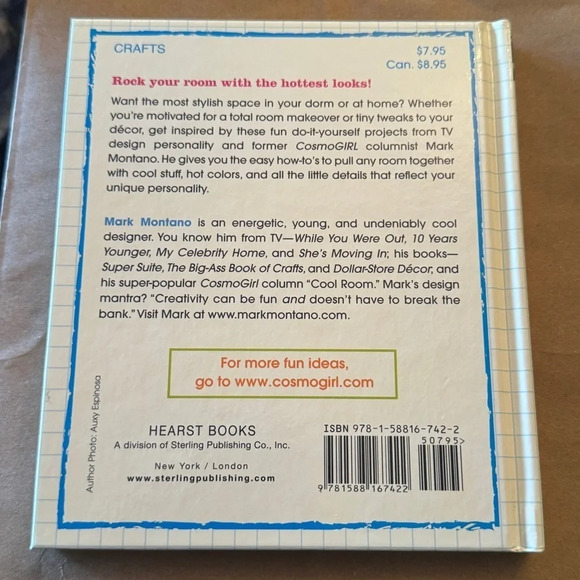 CRAFTS
$7.95
Can. $8.95
Rock your room with the hottest looks!
Want the most stylish space in your dorm or at home? Whether
you're motivated for a total room makeover or tiny tweaks to your
décor, get inspired by these fun do-it-yourself projects from TV
design personality and former CosmoGIRL columnist Mark
Montano. He gives you the easy how-to's to pull any room together
with cool stuff, hot colors, and all the little details that reflect your
unique personality.
Mark Montano is an energetic, young, and undeniably cool
designer. You know him from TV—While You Were Out, 10 Years
Younger, My Celebrity Home, and She's Moving In; his books—
Super Suite, The Big-Ass Book of Crafts, and Dollar-Store Décor; and
his super-popular CosmoGirl column "Cool Room." Mark's design
mantra? "Creativity can be fun and doesn't have to break the
bank." Visit Mark at www.markmontano.com.
For more fun ideas,
go to www.cosmogirl.com
Author Photo: Auxy Espinosa
HEARST BOOKS
A division of Sterling Publishing Co., Inc.
New York / London
www.sterlingpublishing.com
ISBN 978-1-58816-742-2
50795>
9 781588 167422